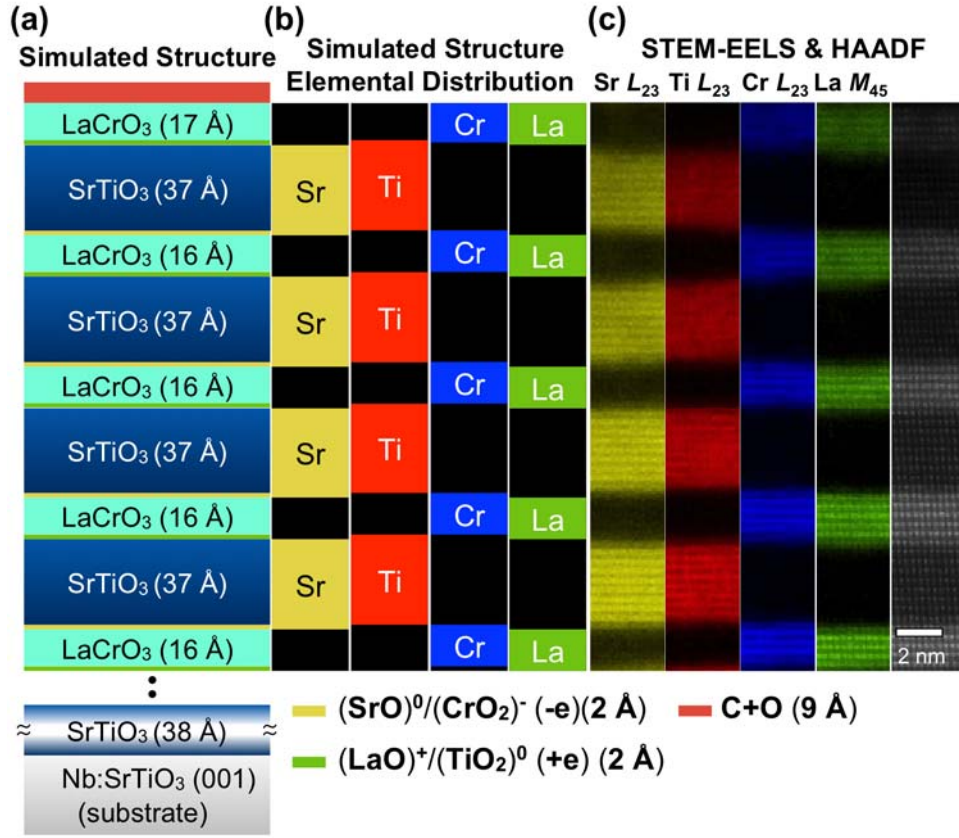 (a)
Simulated Structure
LaCrO₃ (17 Å)
SrTiO₃ (37 Å)
LaCrO₃ (16 Å)
SrTiO₃ (37 Å)
LaCrO₃ (16 Å)
SrTiO₃ (37 Å)
LaCrO₃ (16 Å)
SrTiO₃ (37 Å)
LaCrO₃ (16 Å)
≈ SrTiO₃ (38 Å) ≈
Nb:SrTiO₃ (001)
(substrate)
(b)
Simulated Structure
Elemental Distribution
Cr La
Sr Ti
Cr La
Sr Ti
Cr La
Sr Ti
Cr La
Sr Ti
Cr La
(c)
STEM-EELS & HAADF
Sr L₂₃ Ti L₂₃ Cr L₂₃ La M₄₅
2 nm
(SrO)⁰/(CrO₂)⁻ (-e)(2 Å)
C+O (9 Å)
(LaO)⁺/(TiO₂)⁰ (+e) (2 Å)